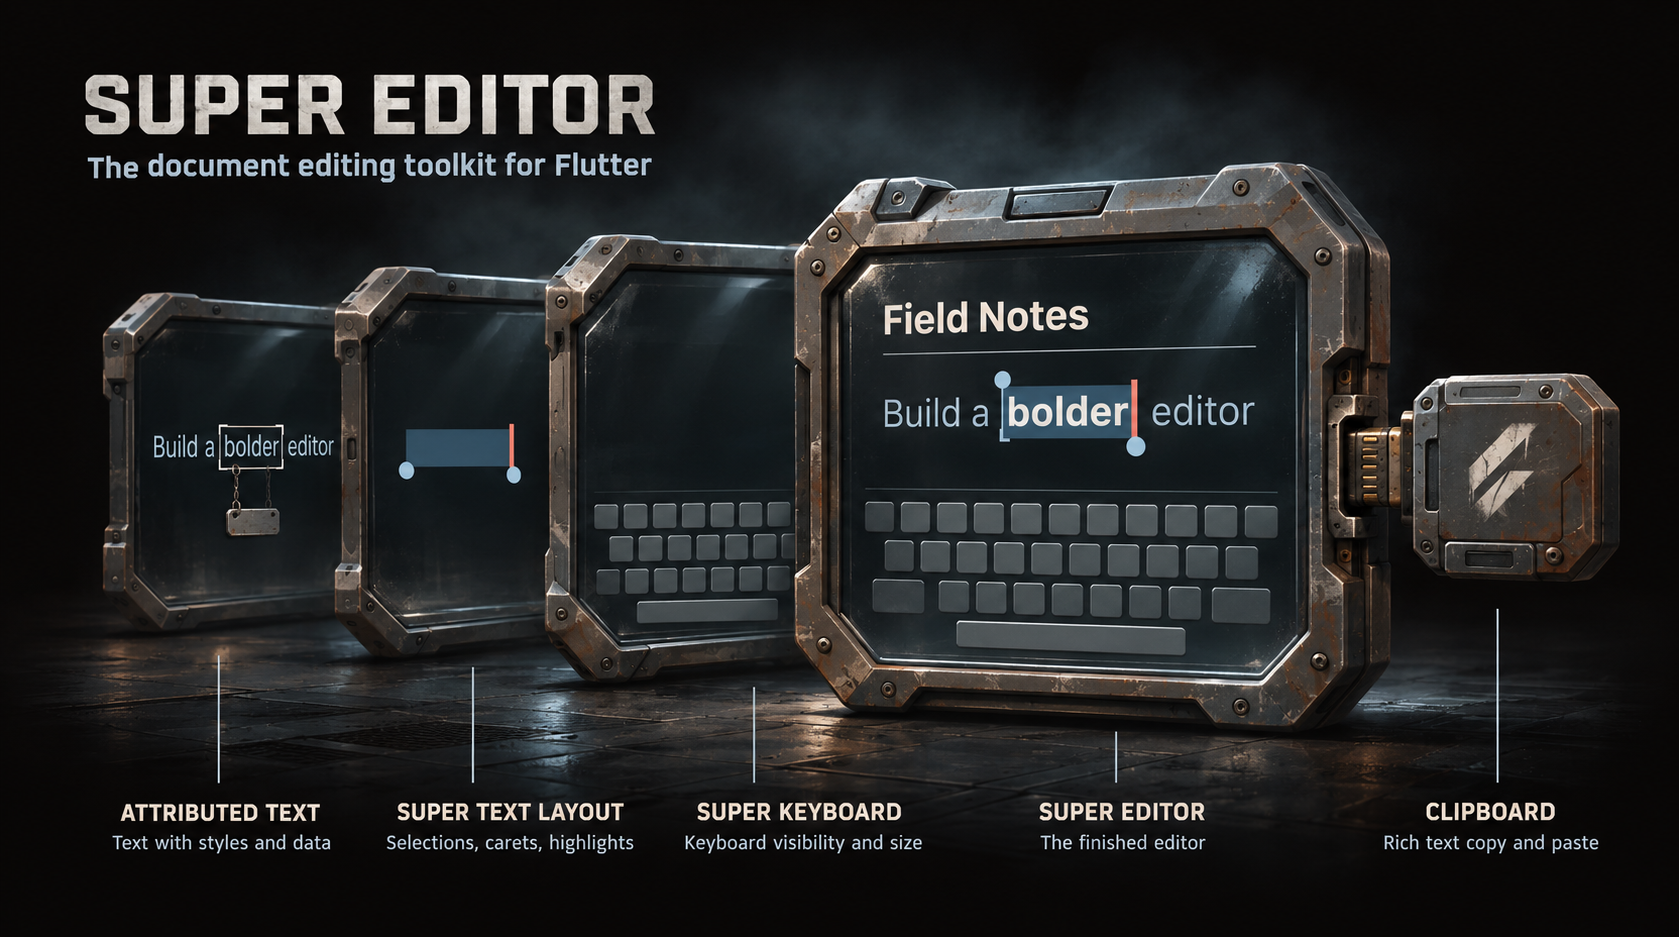 SUPER EDITOR
The document editing toolkit for Flutter
Build a bolder editor
Field Notes
Build a bolder editor
ATTRIBUTED TEXT
Text with styles and data
SUPER TEXT LAYOUT
Selections, carets, highlights
SUPER KEYBOARD
Keyboard visibility and size
SUPER EDITOR
The finished editor
CLIPBOARD
Rich text copy and paste